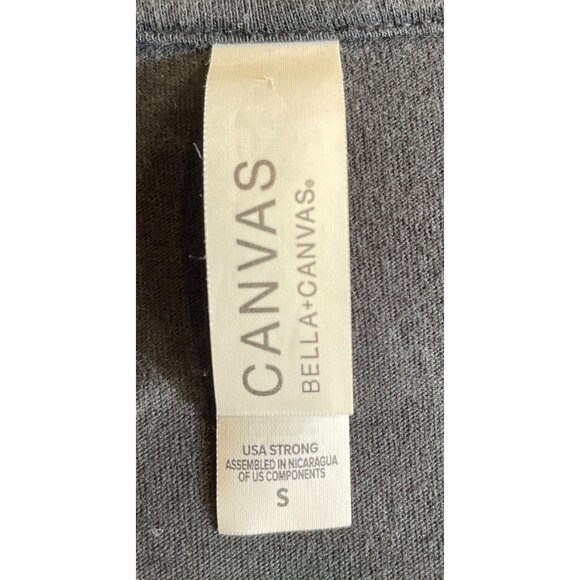 CANVAS
BELLA+CANVAS®
USA STRONG
ASSEMBLED IN NICARAGUA
OF US COMPONENTS
S